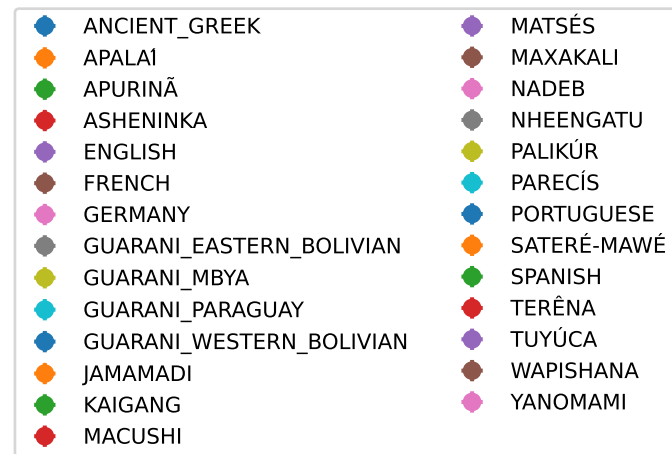 ANCIENT_GREEK
APALAÍ
APURINÃ
ASHENINKA
ENGLISH
FRENCH
GERMANY
GUARANI_EASTERN_BOLIVIAN
GUARANI_MBYA
GUARANI_PARAGUAY
GUARANI_WESTERN_BOLIVIAN
JAMAMADI
KAIGANG
MACUSHI
MATSÉS
MAXAKALI
NADEB
NHEENGATU
PALIKÚR
PARECÍS
PORTUGUESE
SATERÉ-MAWÉ
SPANISH
TERÊNA
TUYÚCA
WAPISHANA
YANOMAMI